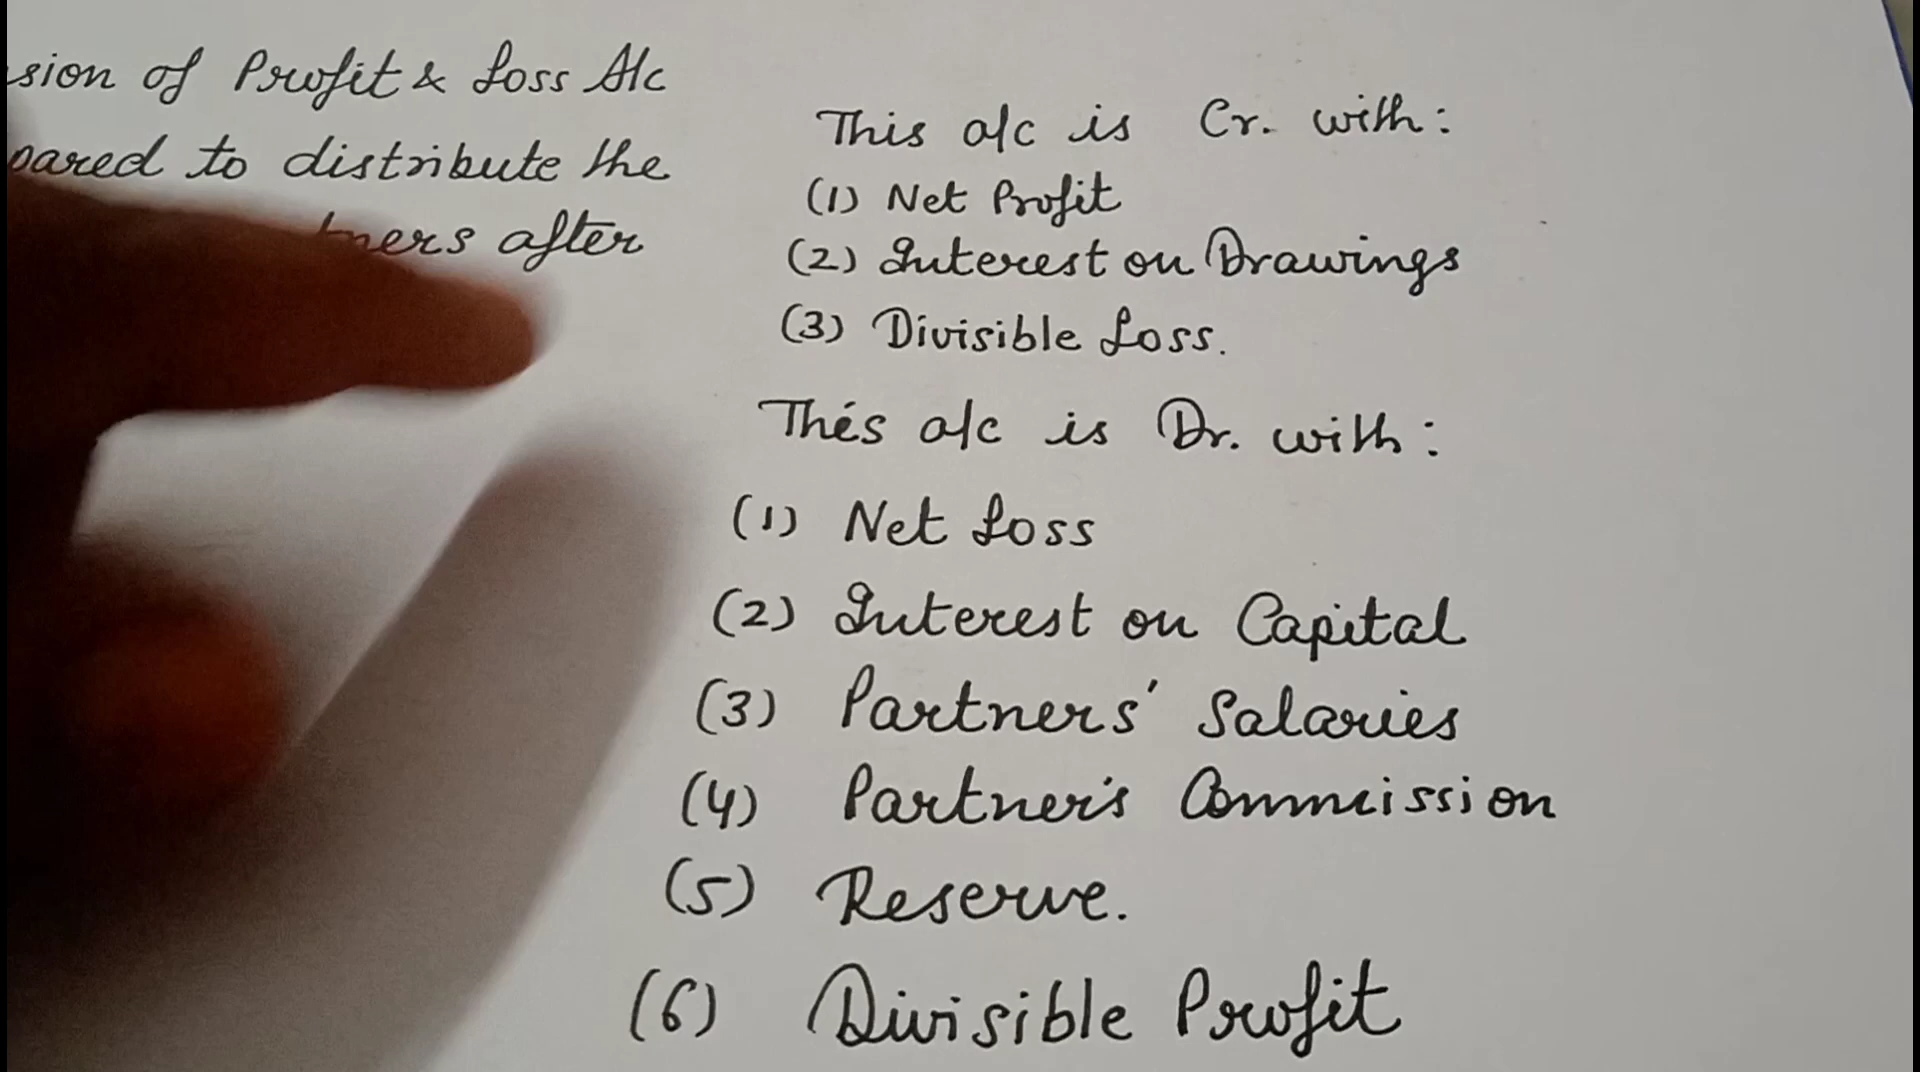 sion of Profit & Loss A/c
pared to distribute the
tners after
This a/c is Cr. with:
(1) Net Profit
(2) Interest on Drawings
(3) Divisible Loss.
This a/c is Dr. with:
(1) Net Loss
(2) Interest on Capital
(3) Partners' Salaries
(4) Partner's Commission
(5) Reserve.
(6) Divisible Profit